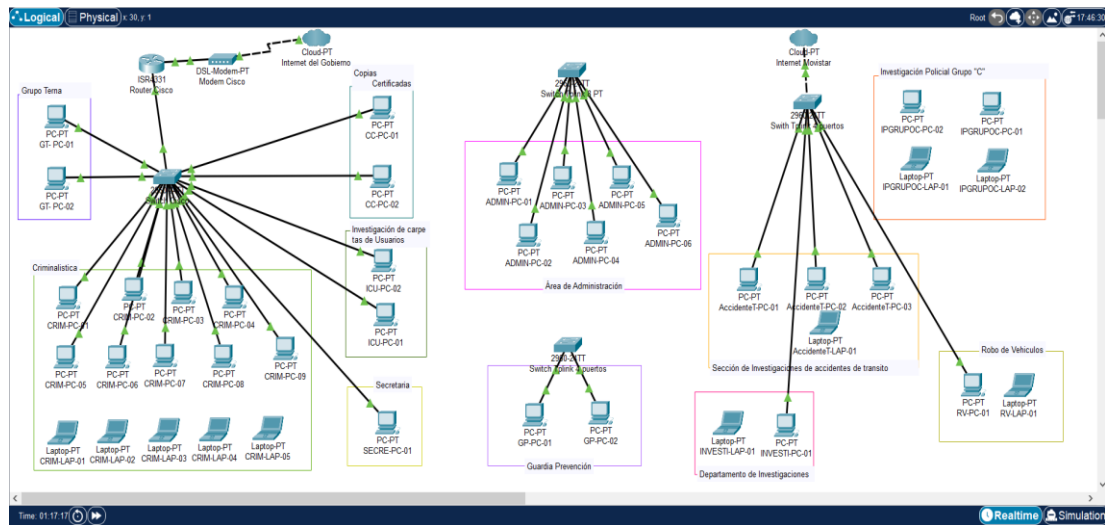 Logical
Physical
x: 30, y: 1
Root
17:46:30
Cloud-PT
Internet del Gobierno
DSL-Modem-PT
Modem Cisco
ISR4331
Router Cisco
Grupo Terna
PC-PT
GT- PC-01
PC-PT
GT- PC-02
Copias
Certificadas
PC-PT
CC-PC-01
PC-PT
CC-PC-02
Investigación de carpe
tas de Usuarios
PC-PT
ICU-PC-02
PC-PT
ICU-PC-01
Criminalística
PC-PT
CRIM-PC-01
PC-PT
CRIM-PC-02
PC-PT
CRIM-PC-03
PC-PT
CRIM-PC-04
PC-PT
CRIM-PC-05
PC-PT
CRIM-PC-06
PC-PT
CRIM-PC-07
PC-PT
CRIM-PC-08
PC-PT
CRIM-PC-09
Laptop-PT
CRIM-LAP-01
Laptop-PT
CRIM-LAP-02
Laptop-PT
CRIM-LAP-03
Laptop-PT
CRIM-LAP-04
Laptop-PT
CRIM-LAP-05
Secretaria
PC-PT
SECRE-PC-01
PC-PT
ADMIN-PC-01
PC-PT
ADMIN-PC-03
PC-PT
ADMIN-PC-05
PC-PT
ADMIN-PC-02
PC-PT
ADMIN-PC-04
PC-PT
ADMIN-PC-06
Área de Administración
2960-24TT
Switch Tplink 4 puertos
PC-PT
GP-PC-01
PC-PT
GP-PC-02
Guardia Prevención
Cloud-PT
Internet Movistar
2960-24TT
Swith Tplink 4 puertos
Investigación Policial Grupo "C"
PC-PT
IPGRUPOC-PC-02
PC-PT
IPGRUPOC-PC-01
Laptop-PT
IPGRUPOC-LAP-01
Laptop-PT
IPGRUPOC-LAP-02
PC-PT
AccidenteT-PC-01
PC-PT
AccidenteT-PC-02
PC-PT
AccidenteT-PC-03
Laptop-PT
AccidenteT-LAP-01
Sección de Investigaciones de accidentes de transito
Laptop-PT
INVESTI-LAP-01
PC-PT
INVESTI-PC-01
Departamento de Investigaciones
Robo de Vehiculos
PC-PT
RV-PC-01
Laptop-PT
RV-LAP-01
Time: 01:17:17
Realtime
Simulation